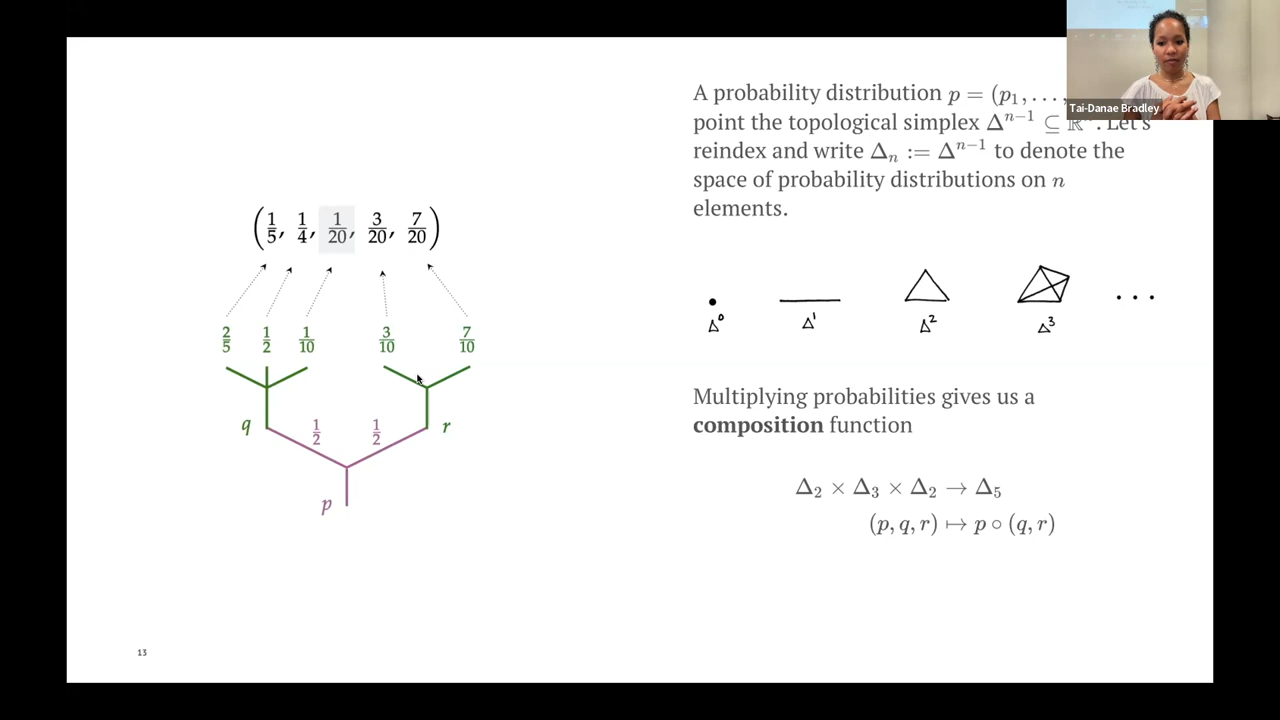 A probability distribution p = (p₁, . . . ,
point the topological simplex Δⁿ⁻¹ ⊆ ℝⁿ. Let's
reindex and write Δₙ := Δⁿ⁻¹ to denote the
space of probability distributions on n
elements.
Tai-Danae Bradley
(1/5, 1/4, 1/20, 3/20, 7/20)
2/5 1/2 1/10 3/10 7/10
q 1/2 1/2 r
p
Δ⁰ Δ¹ Δ² Δ³ . . .
Multiplying probabilities gives us a
composition function
Δ₂ × Δ₃ × Δ₂ → Δ₅
(p, q, r) ↦ p ∘ (q, r)
13